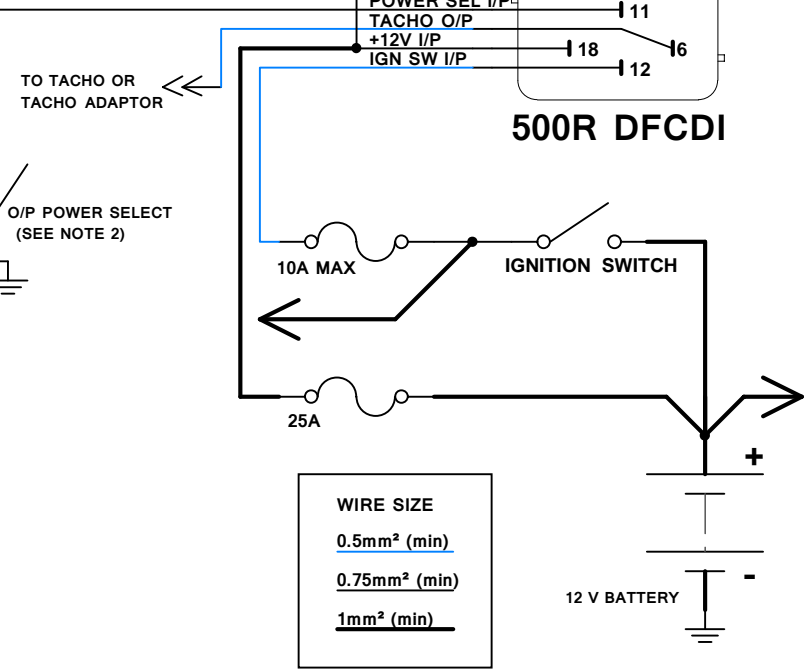 POWER SEL I/P
11
TACHO O/P
+12V I/P
18
6
IGN SW I/P
12
TO TACHO OR
TACHO ADAPTOR
500R DFCDI
O/P POWER SELECT
(SEE NOTE 2)
10A MAX
IGNITION SWITCH
25A
+
WIRE SIZE
0.5mm² (min)
0.75mm² (min)
1mm² (min)
-
12 V BATTERY